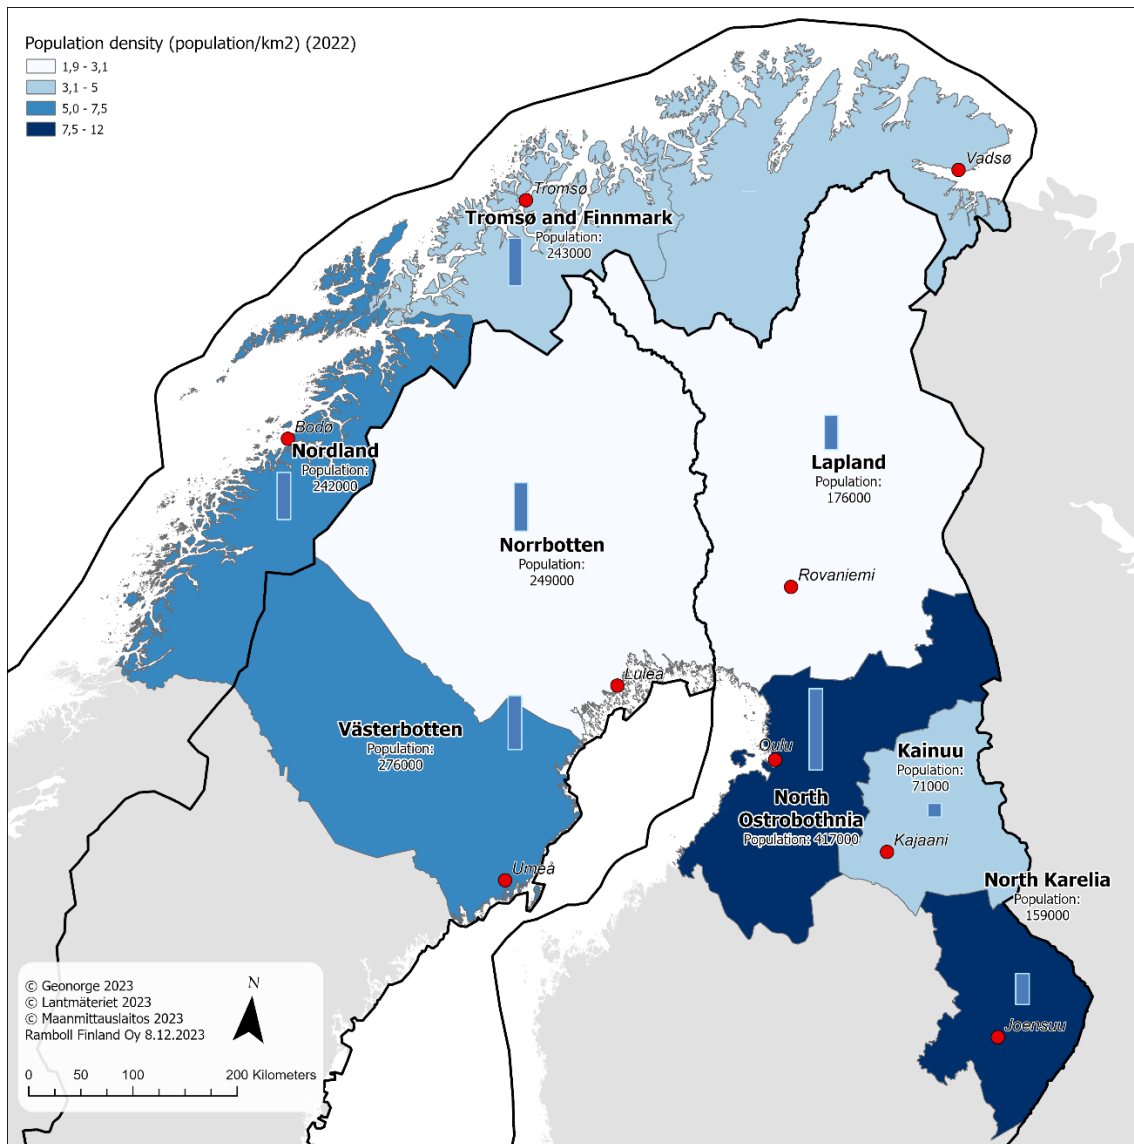 Population density (population/km2) (2022)
1,9 - 3,1
3,1 - 5
5,0 - 7,5
7,5 - 12
Vadsø
Tromsø
Tromsø and Finnmark
Population:
243000
Bodø
Nordland
Population:
242000
Lapland
Population:
176000
Norrbotten
Population:
249000
Rovaniemi
Luleå
Västerbotten
Population:
276000
Oulu
Kainuu
Population:
71000
North
Ostrobothnia
Population: 417000
Kajaani
Umeå
North Karelia
Population:
159000
Joensuu
© Geonorge 2023
© Lantmäteriet 2023
© Maanmittauslaitos 2023
Ramboll Finland Oy 8.12.2023
N
0 50 100 200 Kilometers